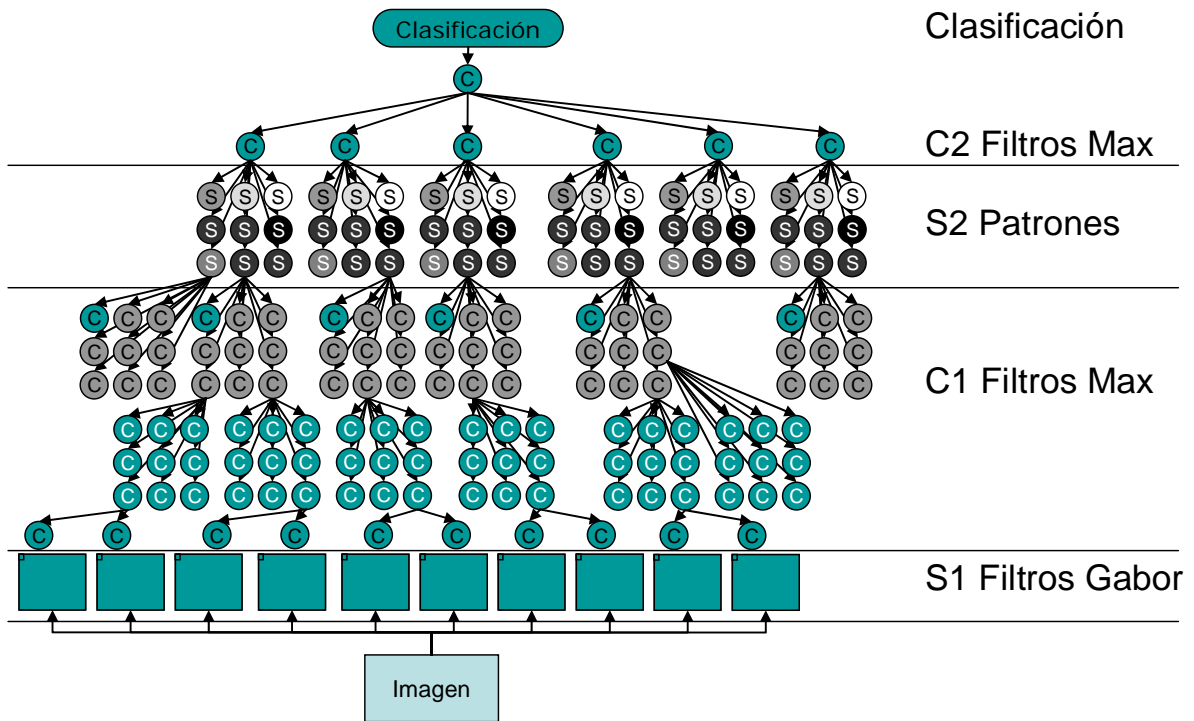 Clasificación
Clasificación
C
C C C C C C
C2 Filtros Max
S S S S S S S S S S S S S S S S S S
S S S S S S S S S S S S S S S S S S
S2 Patrones
S S S S S S S S S S S S S S S S S S
C C C C C C C C C C C C C C C C C C
C C C C C C C C C C C C C C C C C C
C C C C C C C C C C C C C C C C C C
C1 Filtros Max
C C C C C C C C C C C C C C C C C C
C C C C C C C C C C C C C C C C C C
C C C C C C C C C C C C C C C C C C
C C C C C C C C C C
S1 Filtros Gabor
Imagen